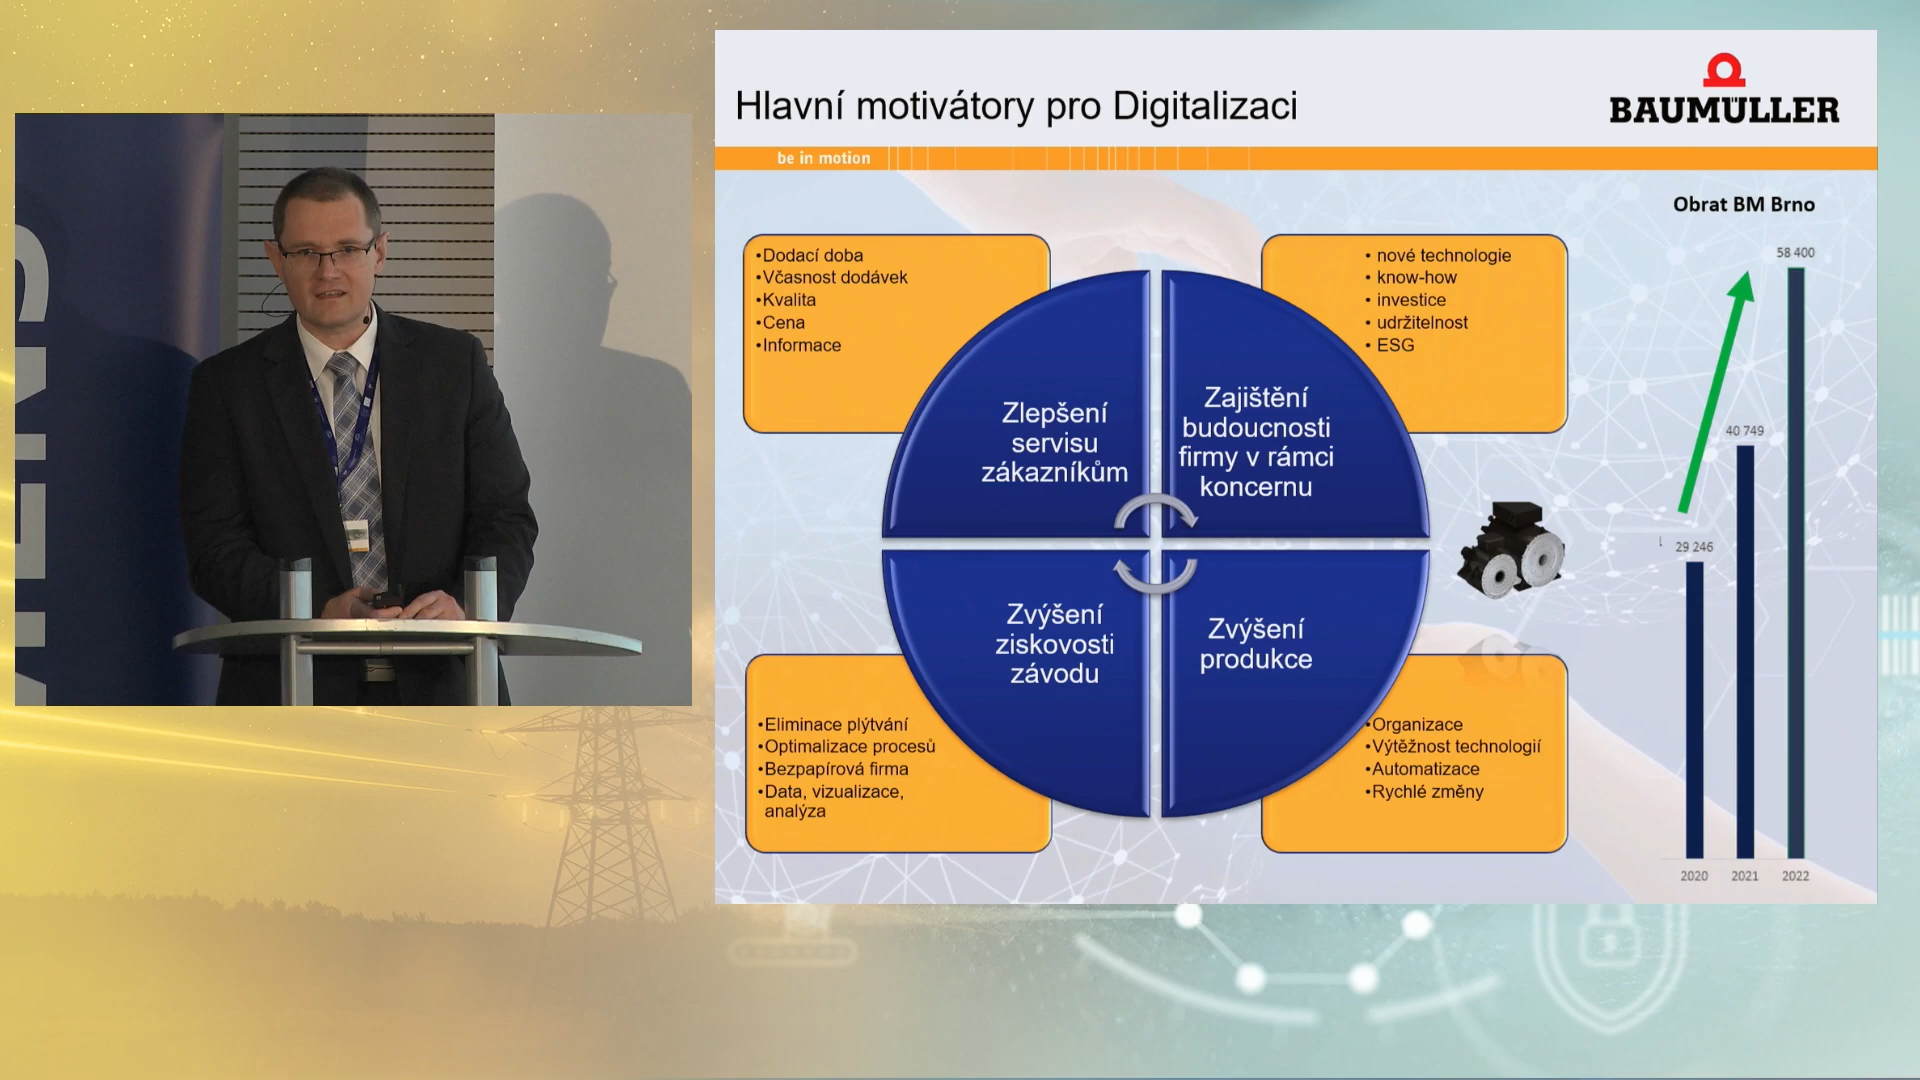 Hlavní motivátory pro Digitalizaci
BAUMÜLLER
be in motion
•Dodací doba
•Včasnost dodávek
•Kvalita
•Cena
•Informace
• nové technologie
• know-how
• investice
• udržitelnost
• ESG
Zlepšení
servisu
zákazníkům
Zajištění
budoucnosti
firmy v rámci
koncernu
Zvýšení
ziskovosti
závodu
Zvýšení
produkce
•Eliminace plýtvání
•Optimalizace procesů
•Bezpapírová firma
•Data, vizualizace,
analýza
•Organizace
•Výtěžnost technologií
•Automatizace
•Rychlé změny
Obrat BM Brno
58 400
40 749
29 246
2020 2021 2022